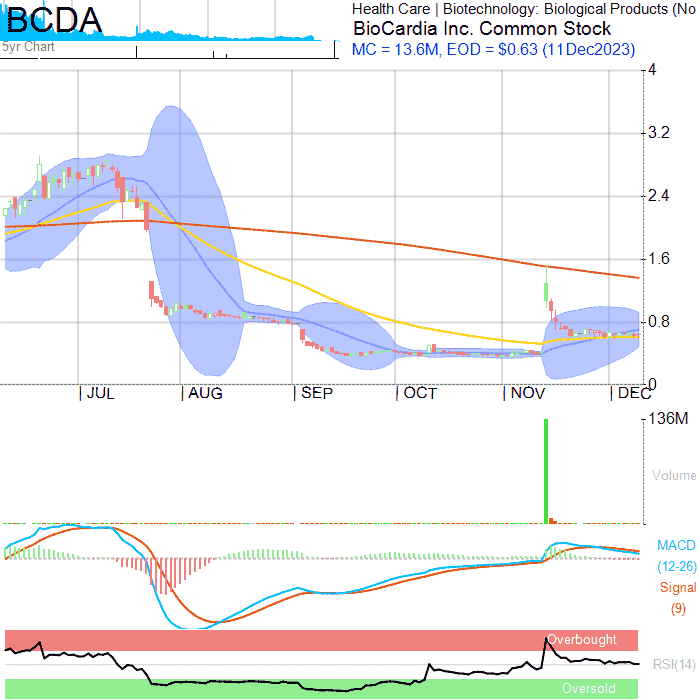 BCDA
5yr Chart
Health Care | Biotechnology: Biological Products (No
BioCardia Inc. Common Stock
MC = 13.6M, EOD = $0.63 (11Dec2023)
4
3.2
2.4
1.6
0.8
0
JUL AUG SEP OCT NOV DEC
136M
Volume
MACD
(12-26)
Signal
(9)
Overbought
RSI(14)
Oversold